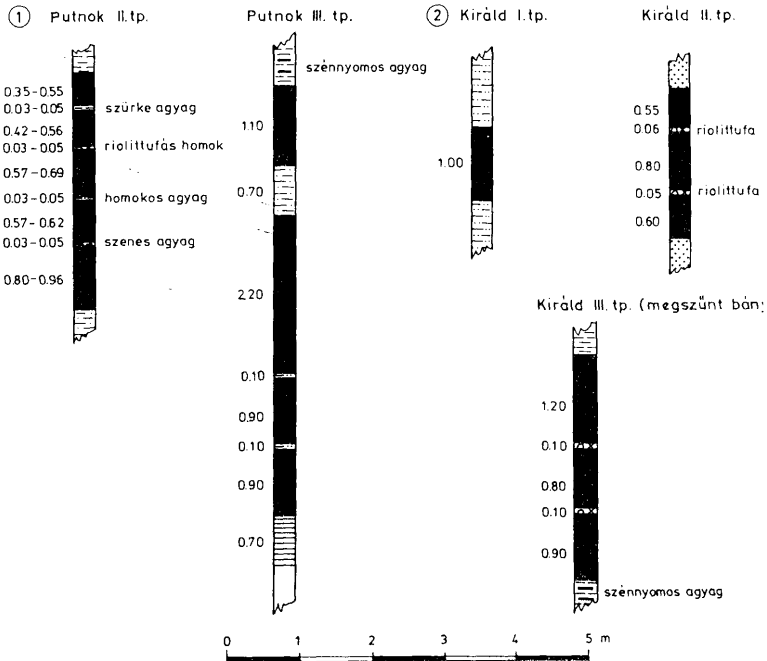 1 Putnok II. tp.
0.35-0.55
0.03-0.05 szürke agyag
0.42-0.56
0.03-0.05 riolittufás homok
0.57-0.69
0.03-0.05 homokos agyag
0.57-0.62
0.03-0.05 szenes agyag
0.80-0.96
Putnok III. tp.
szénnyomos agyag
1.10
0.70
2.20
0.10
0.90
0.10
0.90
0.70
2 Királd I. tp.
1.00
Királd II. tp.
0.55
0.06 riolittufa
0.80
0.05 riolittufa
0.60
Királd III. tp. (megszűnt bány
1.20
0.10
0.80
0.10
0.90
szénnyomos agyag
0 1 2 3 4 5 m